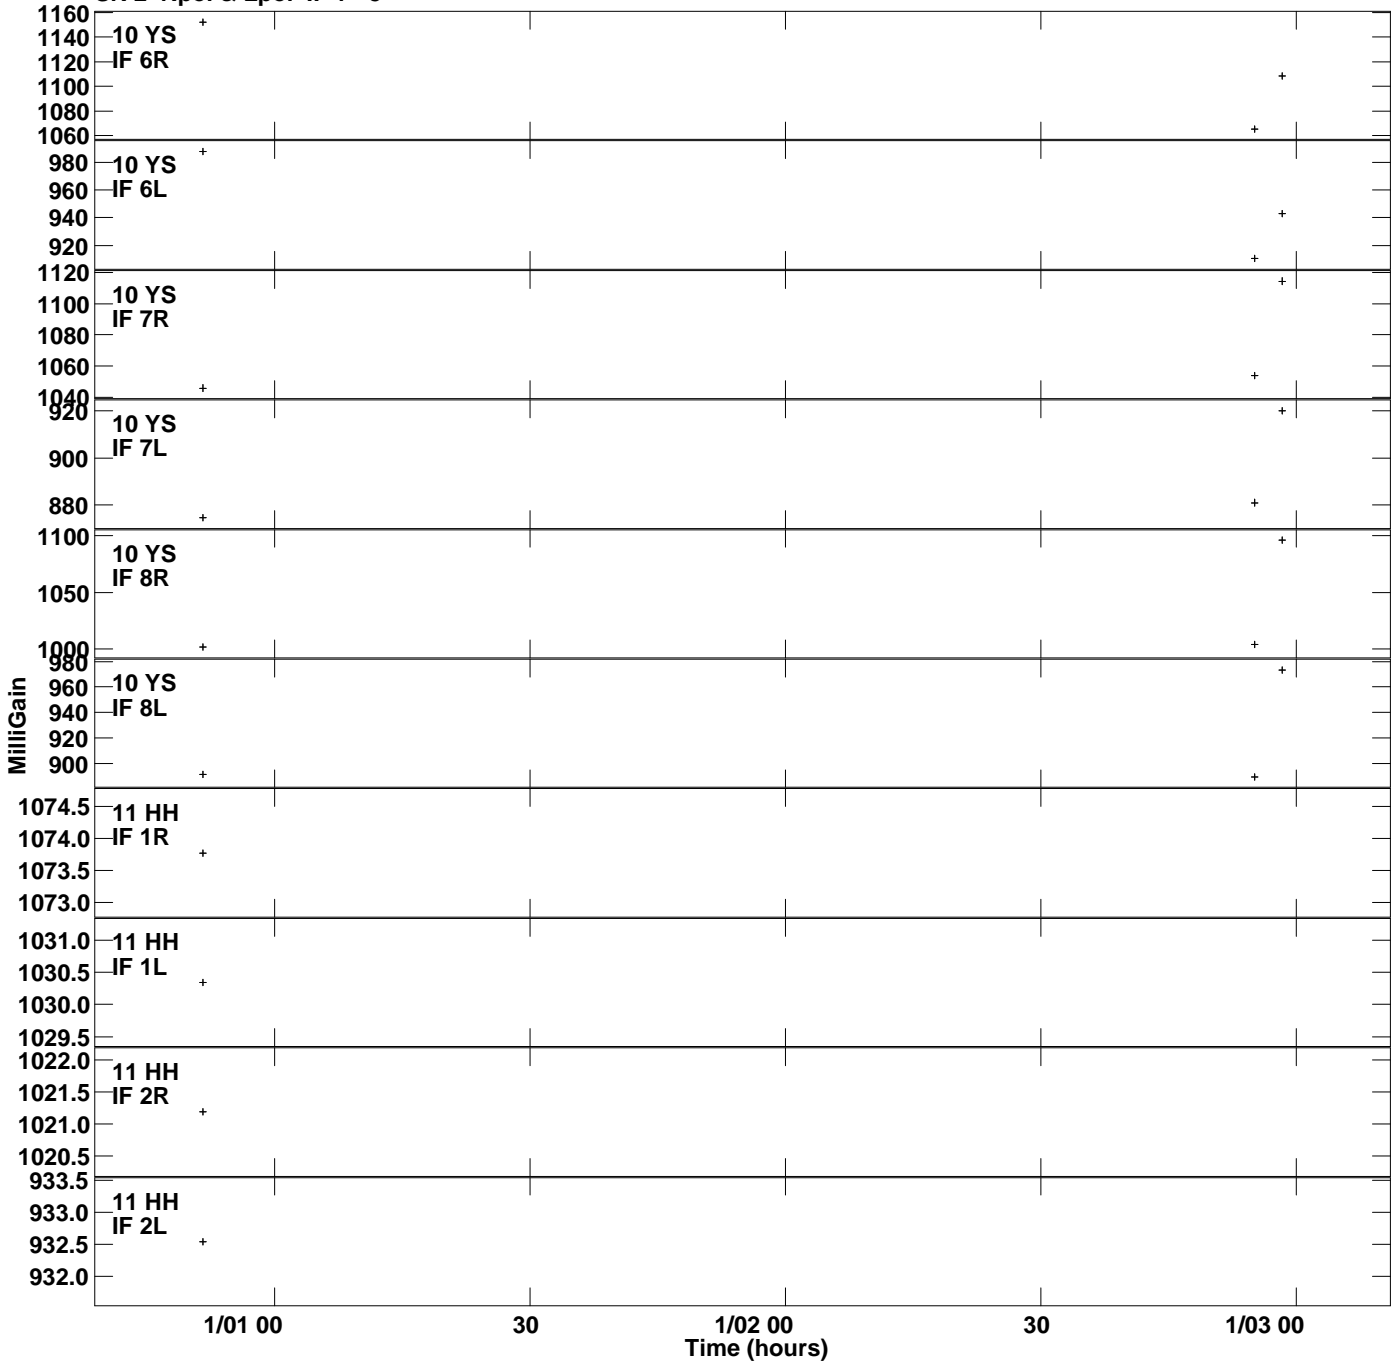 1160
1140
1120
1100
1080
1060
10 YS
IF 6R
980
960
940
920
10 YS
IF 6L
1120
1100
1080
1060
1040
10 YS
IF 7R
920
900
880
10 YS
IF 7L
1100
1050
1000
10 YS
IF 8R
980
960
940
920
900
10 YS
IF 8L
MilliGain
1074.5
1074.0
1073.5
1073.0
11 HH
IF 1R
1031.0
1030.5
1030.0
1029.5
11 HH
IF 1L
1022.0
1021.5
1021.0
1020.5
11 HH
IF 2R
933.5
933.0
932.5
932.0
11 HH
IF 2L
1/01 00 30 1/02 00 30 1/03 00
Time (hours)